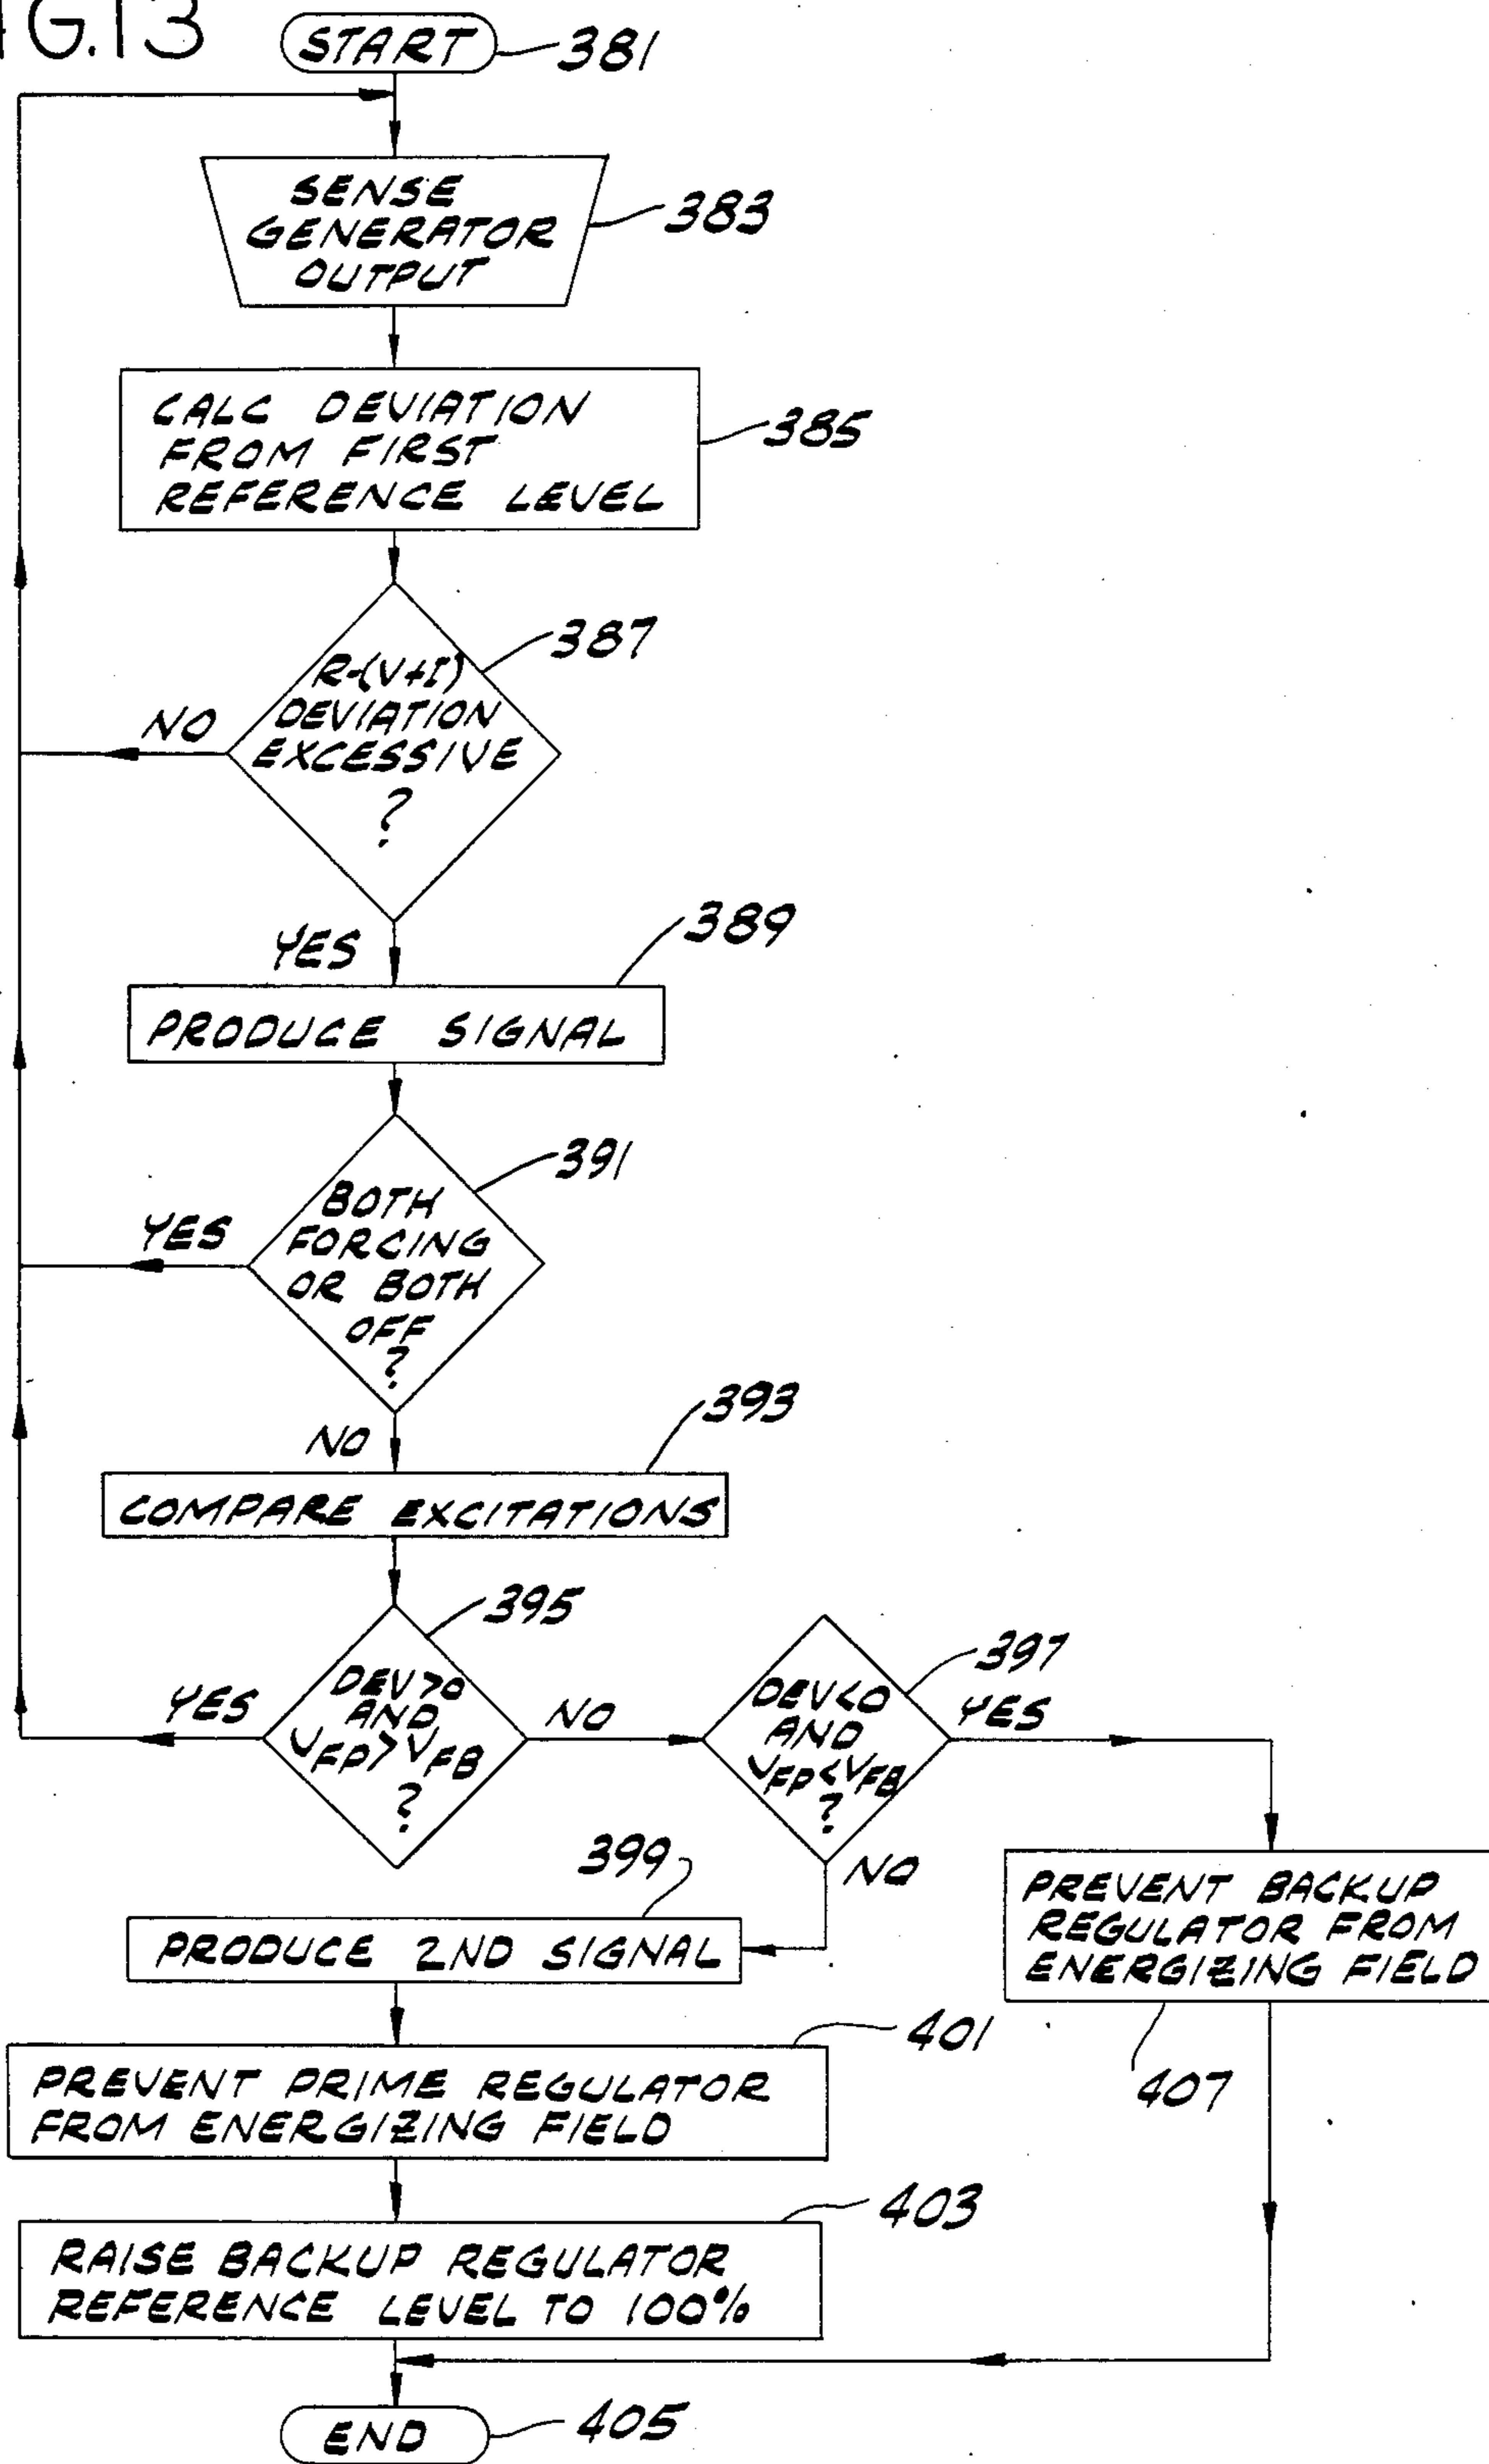 FIG.13
START
381
SENSE
GENERATOR
OUTPUT
383
CALC DEVIATION
FROM FIRST
REFERENCE LEVEL
385
R-(V+I)
DEVIATION
EXCESSIVE
?
387
NO
YES
389
PRODUCE SIGNAL
391
BOTH
FORCING
OR BOTH
OFF
?
YES
NO
393
COMPARE EXCITATIONS
395
DEV>0
AND
VFP>VFB
?
YES
NO
397
DEV<0
AND
VFP<VFB
?
YES
NO
399
PRODUCE 2ND SIGNAL
PREVENT BACKUP
REGULATOR FROM
ENERGIZING FIELD
407
401
PREVENT PRIME REGULATOR
FROM ENERGIZING FIELD
403
RAISE BACKUP REGULATOR
REFERENCE LEVEL TO 100%
END
405